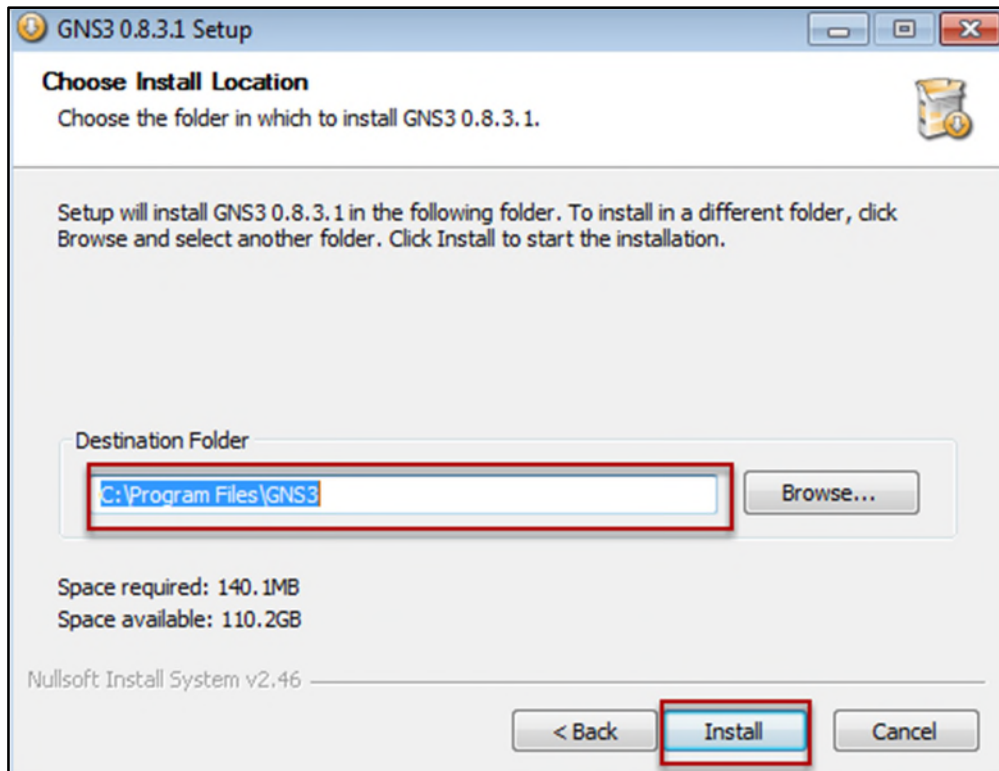 GNS3 0.8.3.1 Setup
Choose Install Location
Choose the folder in which to install GNS3 0.8.3.1.
Setup will install GNS3 0.8.3.1 in the following folder. To install in a different folder, click
Browse and select another folder. Click Install to start the installation.
Destination Folder
C:\Program Files\GNS3
Browse...
Space required: 140.1MB
Space available: 110.2GB
Nullsoft Install System v2.46
< Back Install Cancel